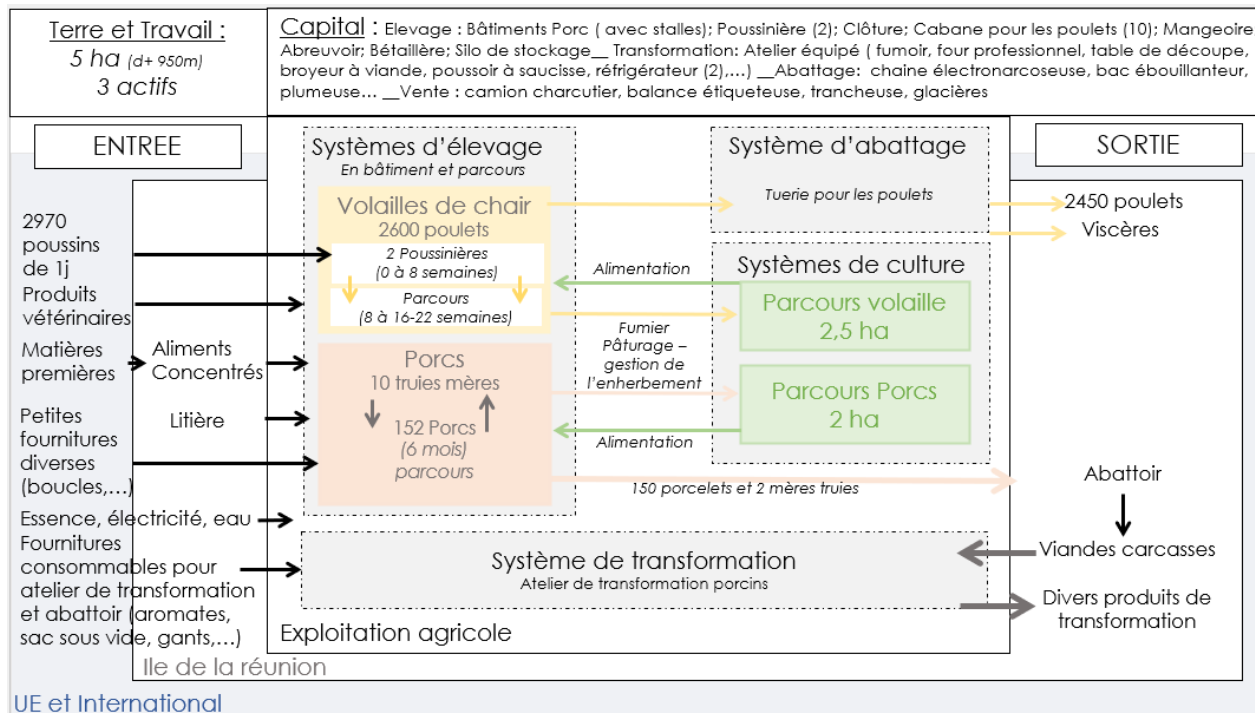 Terre et Travail :
5 ha (d+ 950m)
3 actifs
Capital : Elevage : Bâtiments Porc ( avec stalles); Poussinière (2); Clôture; Cabane pour les poulets (10); Mangeoire
Abreuvoir; Bétaillère; Silo de stockage__ Transformation: Atelier équipé ( fumoir, four professionnel, table de découpe,
broyeur à viande, poussoir à saucisse, réfrigérateur (2),…) __Abattage: chaine électronarcoseuse, bac ébouillanteur,
plumeuse… __Vente : camion charcutier, balance étiqueteuse, trancheuse, glacières
ENTREE
Systèmes d'élevage
En bâtiment et parcours
Système d'abattage
Tuerie pour les poulets
SORTIE
2970
poussins
de 1j
Produits
vétérinaires
Matières
premières
Aliments
Concentrés
Petites
fournitures
diverses
(boucles,…)
Litière
Essence, électricité, eau
Fournitures
consommables pour
atelier de transformation
et abattoir (aromates,
sac sous vide, gants,…)
Volailles de chair
2600 poulets
2 Poussinières
(0 à 8 semaines)
Parcours
(8 à 16-22 semaines)
Porcs
10 truies mères
152 Porcs
(6 mois)
parcours
Alimentation
Fumier
Pâturage –
gestion de
l'enherbement
Alimentation
Systèmes de culture
Parcours volaille
2,5 ha
Parcours Porcs
2 ha
150 porcelets et 2 mères truies
2450 poulets
Viscères
Abattoir
Viandes carcasses
Divers produits de
transformation
Système de transformation
Atelier de transformation porcins
Exploitation agricole
Ile de la réunion
UE et International